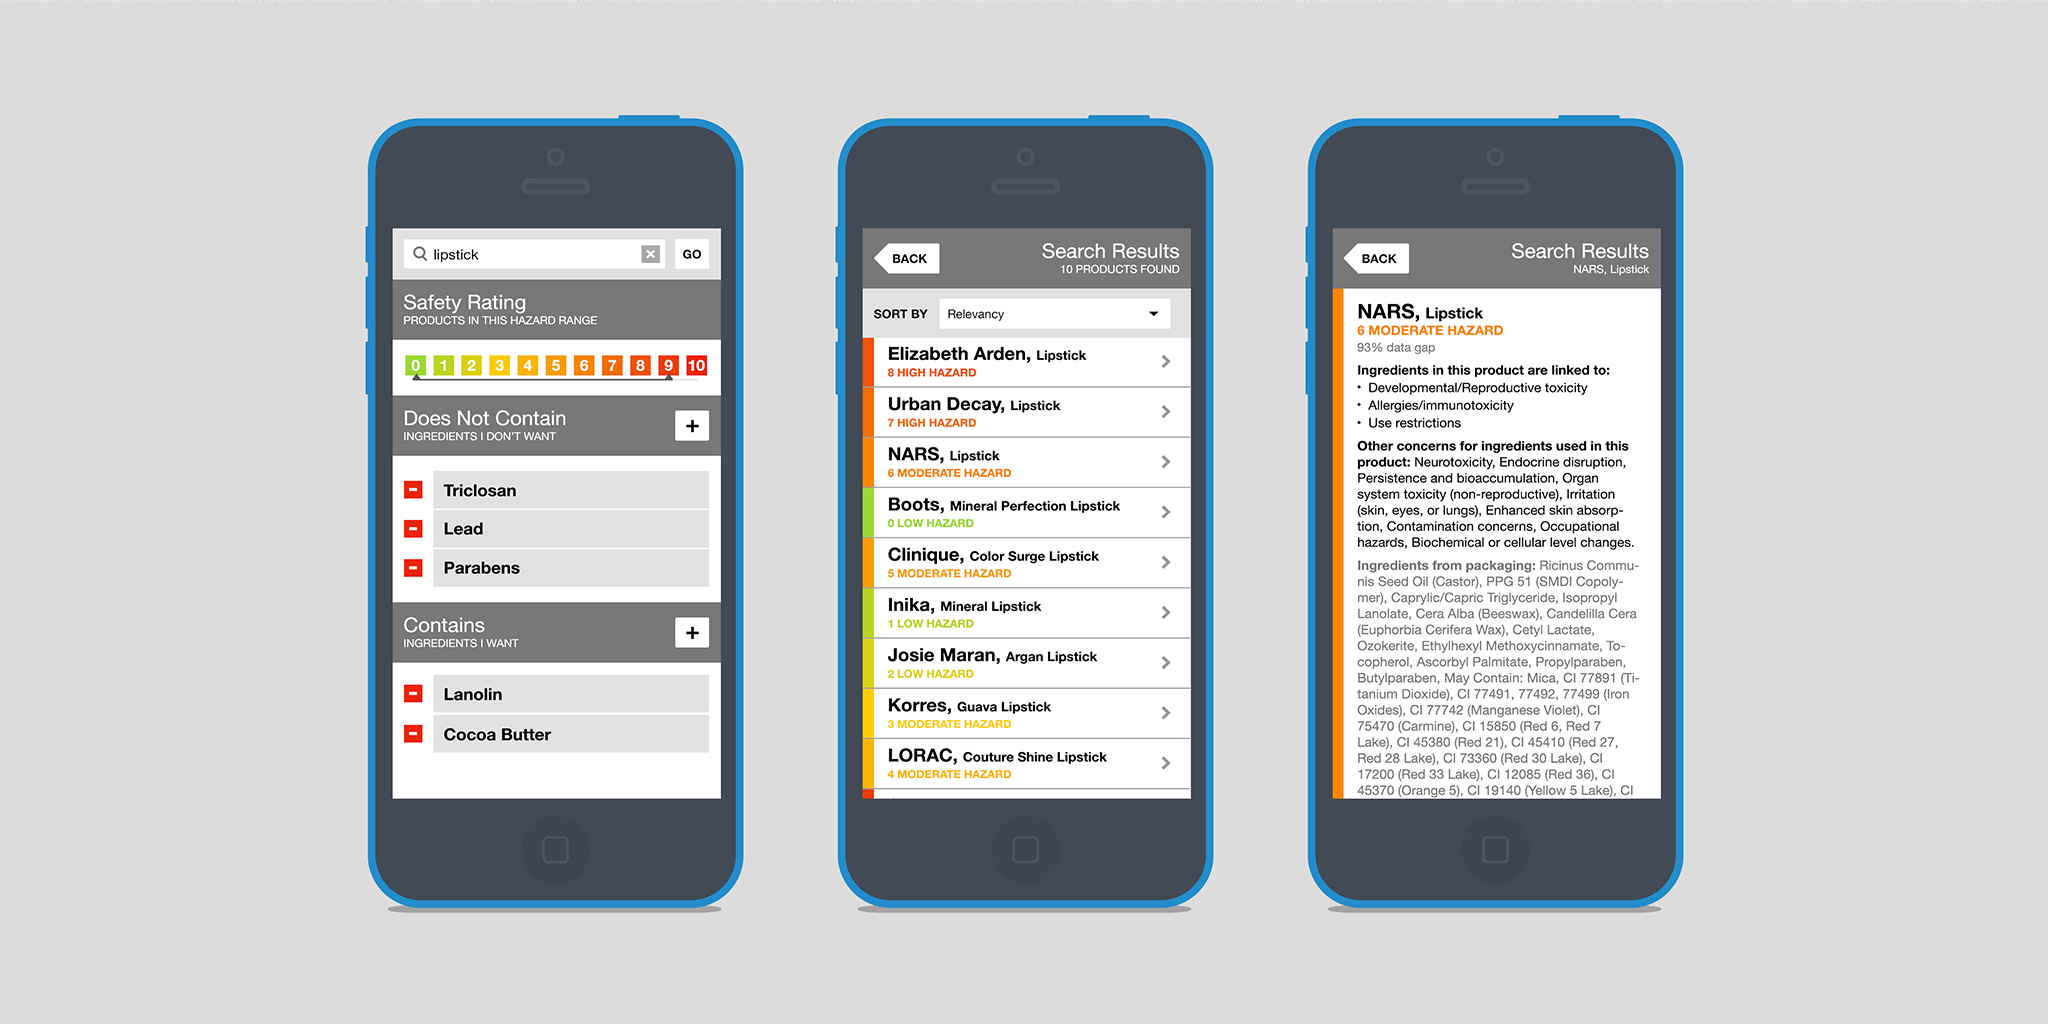 lipstick
GO
Safety Rating
PRODUCTS IN THIS HAZARD RANGE
0 1 2 3 4 5 6 7 8 9 10
Does Not Contain
INGREDIENTS I DON'T WANT
+
Triclosan
Lead
Parabens
Contains
INGREDIENTS I WANT
+
Lanolin
Cocoa Butter
BACK
Search Results
10 PRODUCTS FOUND
SORT BY
Relevancy
Elizabeth Arden, Lipstick
8 HIGH HAZARD
Urban Decay, Lipstick
7 HIGH HAZARD
NARS, Lipstick
6 MODERATE HAZARD
Boots, Mineral Perfection Lipstick
0 LOW HAZARD
Clinique, Color Surge Lipstick
5 MODERATE HAZARD
Inika, Mineral Lipstick
1 LOW HAZARD
Josie Maran, Argan Lipstick
2 LOW HAZARD
Korres, Guava Lipstick
3 MODERATE HAZARD
LORAC, Couture Shine Lipstick
4 MODERATE HAZARD
BACK
Search Results
NARS, Lipstick
NARS, Lipstick
6 MODERATE HAZARD
93% data gap
Ingredients in this product are linked to:
• Developmental/Reproductive toxicity
• Allergies/immunotoxicity
• Use restrictions
Other concerns for ingredients used in this
product: Neurotoxicity, Endocrine disruption,
Persistence and bioaccumulation, Organ
system toxicity (non-reproductive), Irritation
(skin, eyes, or lungs), Enhanced skin absorp-
tion, Contamination concerns, Occupational
hazards, Biochemical or cellular level changes.
Ingredients from packaging: Ricinus Commu-
nis Seed Oil (Castor), PPG 51 (SMDI Copoly-
mer), Caprylic/Capric Triglyceride, Isopropyl
Lanolate, Cera Alba (Beeswax), Candelilla Cera
(Euphorbia Cerifera Wax), Cetyl Lactate,
Ozokerite, Ethylhexyl Methoxycinnamate, To-
copherol, Ascorbyl Palmitate, Propylparaben,
Butylparaben, May Contain: Mica, CI 77891 (Ti-
tanium Dioxide), CI 77491, 77492, 77499 (Iron
Oxides), CI 77742 (Manganese Violet), CI
75470 (Carmine), CI 15850 (Red 6, Red 7
Lake), CI 45380 (Red 21), CI 45410 (Red 27,
Red 28 Lake), CI 73360 (Red 30 Lake), CI
17200 (Red 33 Lake), CI 12085 (Red 36), CI
45370 (Orange 5), CI 19140 (Yellow 5 Lake), CI